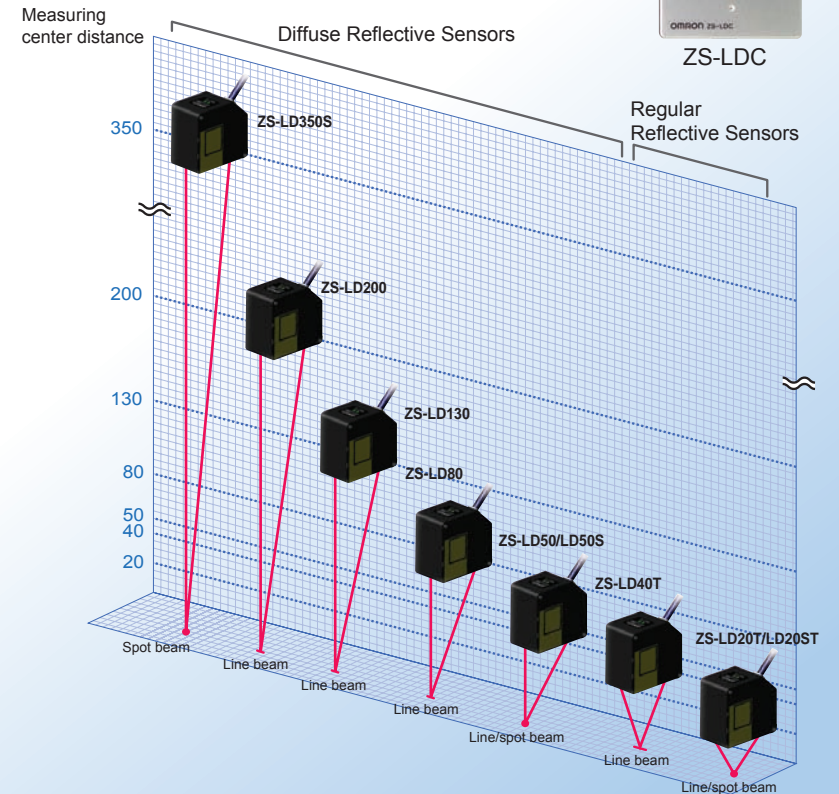 Measuring
center distance
Diffuse Reflective Sensors
OMRON ZS-LDC
ZS-LDC
Regular
Reflective Sensors
350
ZS-LD350S
200
ZS-LD200
130
ZS-LD130
80
ZS-LD80
50
40
ZS-LD50/LD50S
20
ZS-LD40T
ZS-LD20T/LD20ST
Spot beam
Line beam
Line beam
Line beam
Line/spot beam
Line beam
Line/spot beam